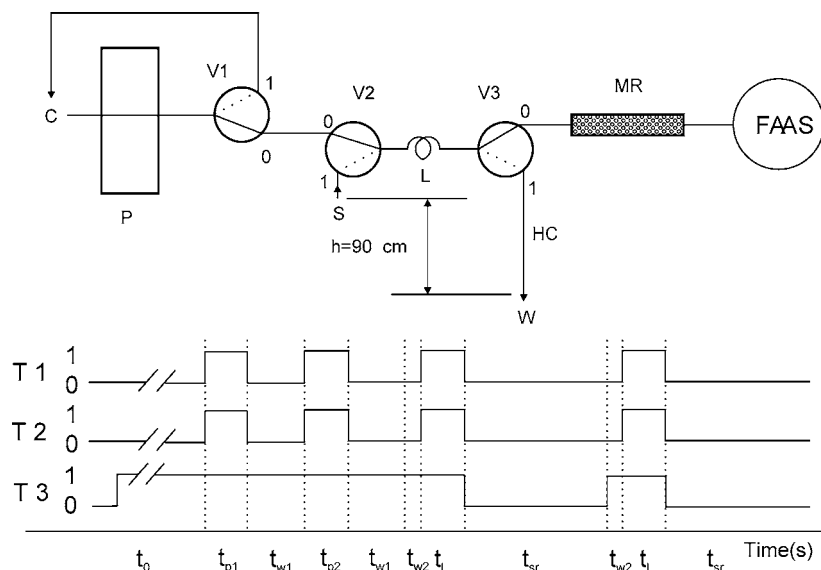 V1
1
0
C
P
V2
0
1
S
L
V3
0
1
HC
W
h=90 cm
MR
FAAS
T 1
1
0
T 2
1
0
T 3
1
0
t0 tp1 tw1 tp2 tw1 tw2 tl tsr tw2 tl tsr Time(s)